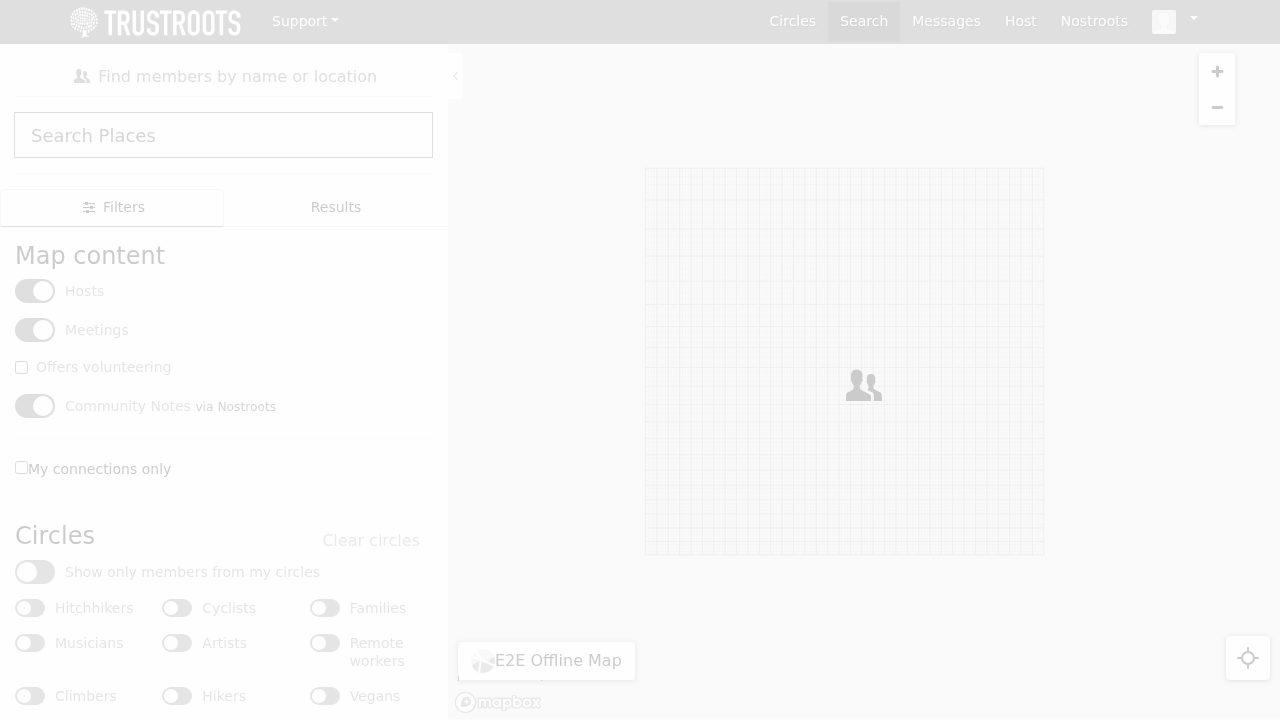 TRUSTROOTS
Support
Circles
Search
Messages
Host
Nostroots
Find members by name or location
Search Places
Filters
Results
Map content
Hosts
Meetings
Offers volunteering
Community Notes via Nostroots
My connections only
Circles
Clear circles
Show only members from my circles
Hitchhikers
Cyclists
Families
Musicians
Artists
Remote
workers
Climbers
Hikers
Vegans
E2E Offline Map
mapbox